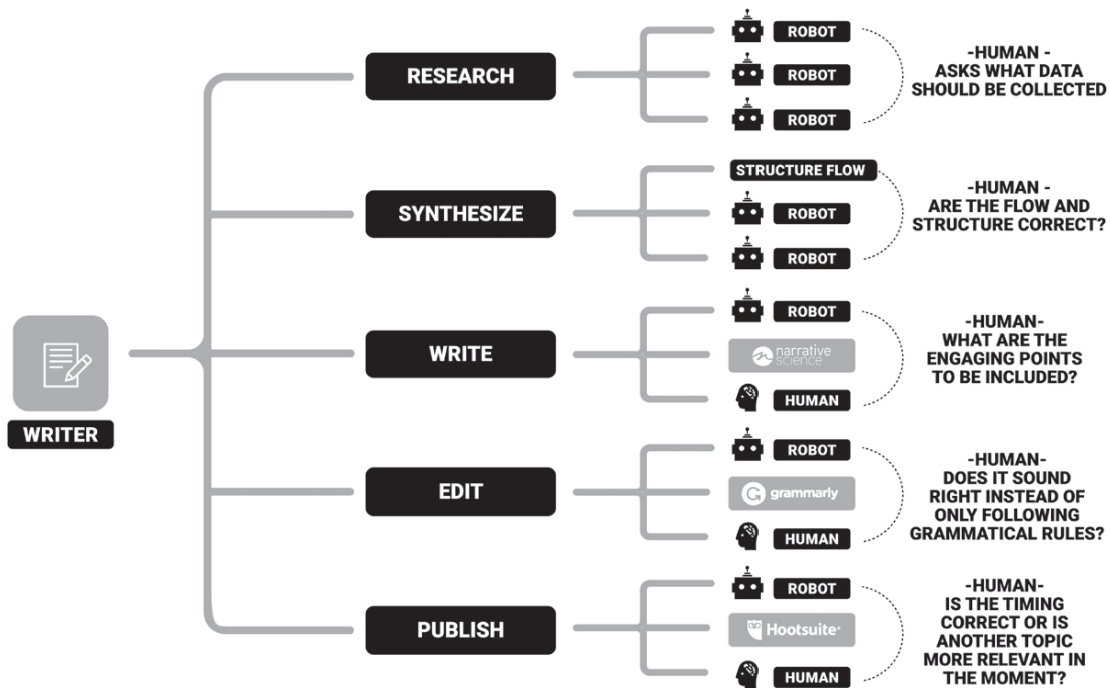 WRITER
RESEARCH
ROBOT
ROBOT
ROBOT
-HUMAN -
ASKS WHAT DATA
SHOULD BE COLLECTED
SYNTHESIZE
STRUCTURE FLOW
ROBOT
ROBOT
-HUMAN -
ARE THE FLOW AND
STRUCTURE CORRECT?
WRITE
ROBOT
narrative
science
HUMAN
-HUMAN-
WHAT ARE THE
ENGAGING POINTS
TO BE INCLUDED?
EDIT
ROBOT
grammarly
HUMAN
-HUMAN-
DOES IT SOUND
RIGHT INSTEAD OF
ONLY FOLLOWING
GRAMMATICAL RULES?
PUBLISH
ROBOT
Hootsuite
HUMAN
-HUMAN-
IS THE TIMING
CORRECT OR IS
ANOTHER TOPIC
MORE RELEVANT IN
THE MOMENT?